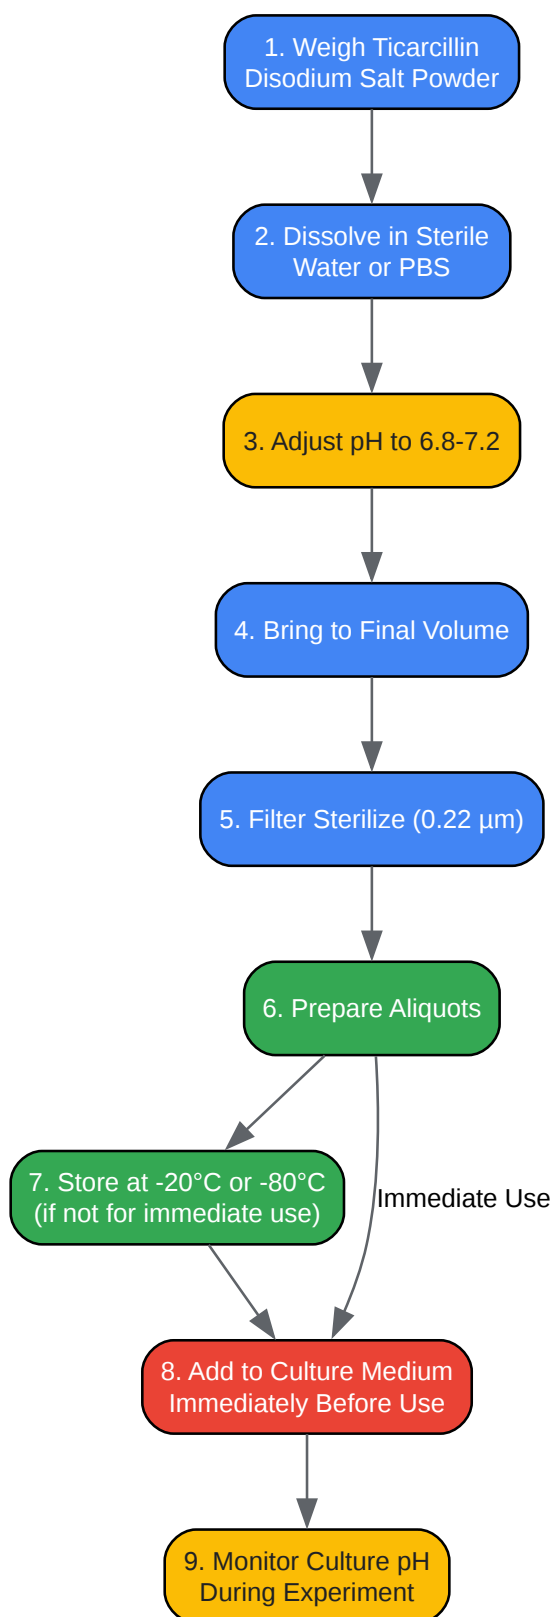 1. Weigh Ticarcillin
Disodium Salt Powder
2. Dissolve in Sterile
Water or PBS
3. Adjust pH to 6.8-7.2
4. Bring to Final Volume
5. Filter Sterilize (0.22 µm)
6. Prepare Aliquots
7. Store at -20°C or -80°C
(if not for immediate use)
Immediate Use
8. Add to Culture Medium
Immediately Before Use
9. Monitor Culture pH
During Experiment